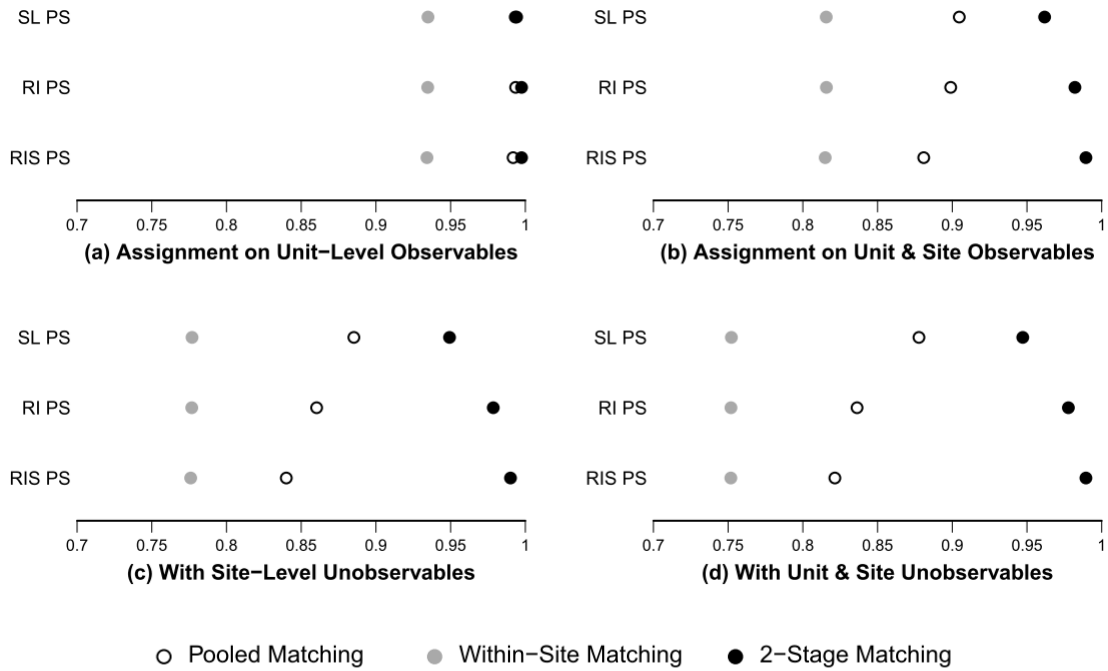 SL PS
RI PS
RIS PS
0.7 0.75 0.8 0.85 0.9 0.95 1
(a) Assignment on Unit−Level Observables
SL PS
RI PS
RIS PS
0.7 0.75 0.8 0.85 0.9 0.95 1
(b) Assignment on Unit & Site Observables
SL PS
RI PS
RIS PS
0.7 0.75 0.8 0.85 0.9 0.95 1
(c) With Site−Level Unobservables
SL PS
RI PS
RIS PS
0.7 0.75 0.8 0.85 0.9 0.95 1
(d) With Unit & Site Unobservables
Pooled Matching Within−Site Matching 2−Stage Matching